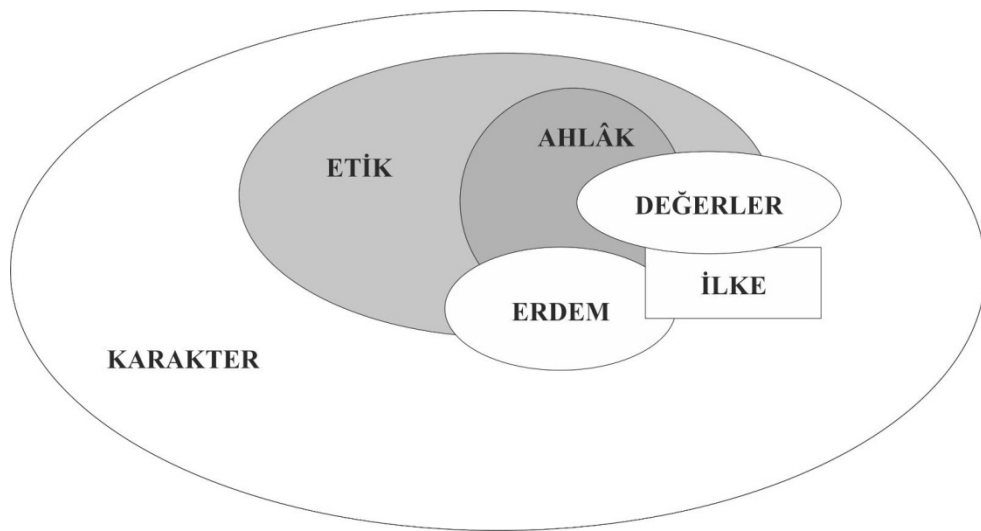 AHLÂK
ETİK
DEĞERLER
İLKE
ERDEM
KARAKTER